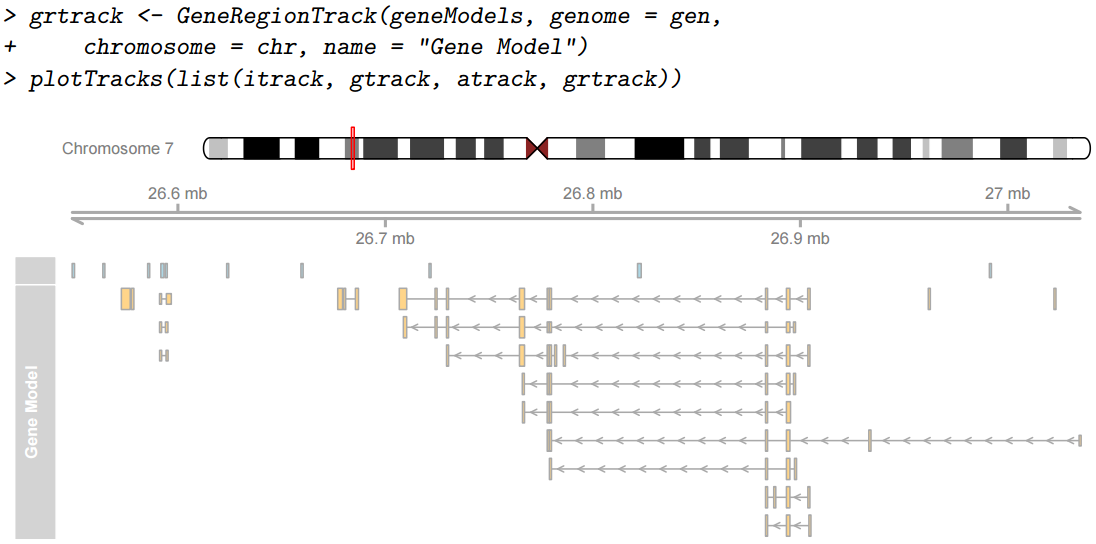 > grtrack <- GeneRegionTrack(geneModels, genome = gen,
+     chromosome = chr, name = "Gene Model")
> plotTracks(list(itrack, gtrack, atrack, grtrack))
Chromosome 7
26.6 mb 26.8 mb 27 mb
26.7 mb 26.9 mb
Gene Model